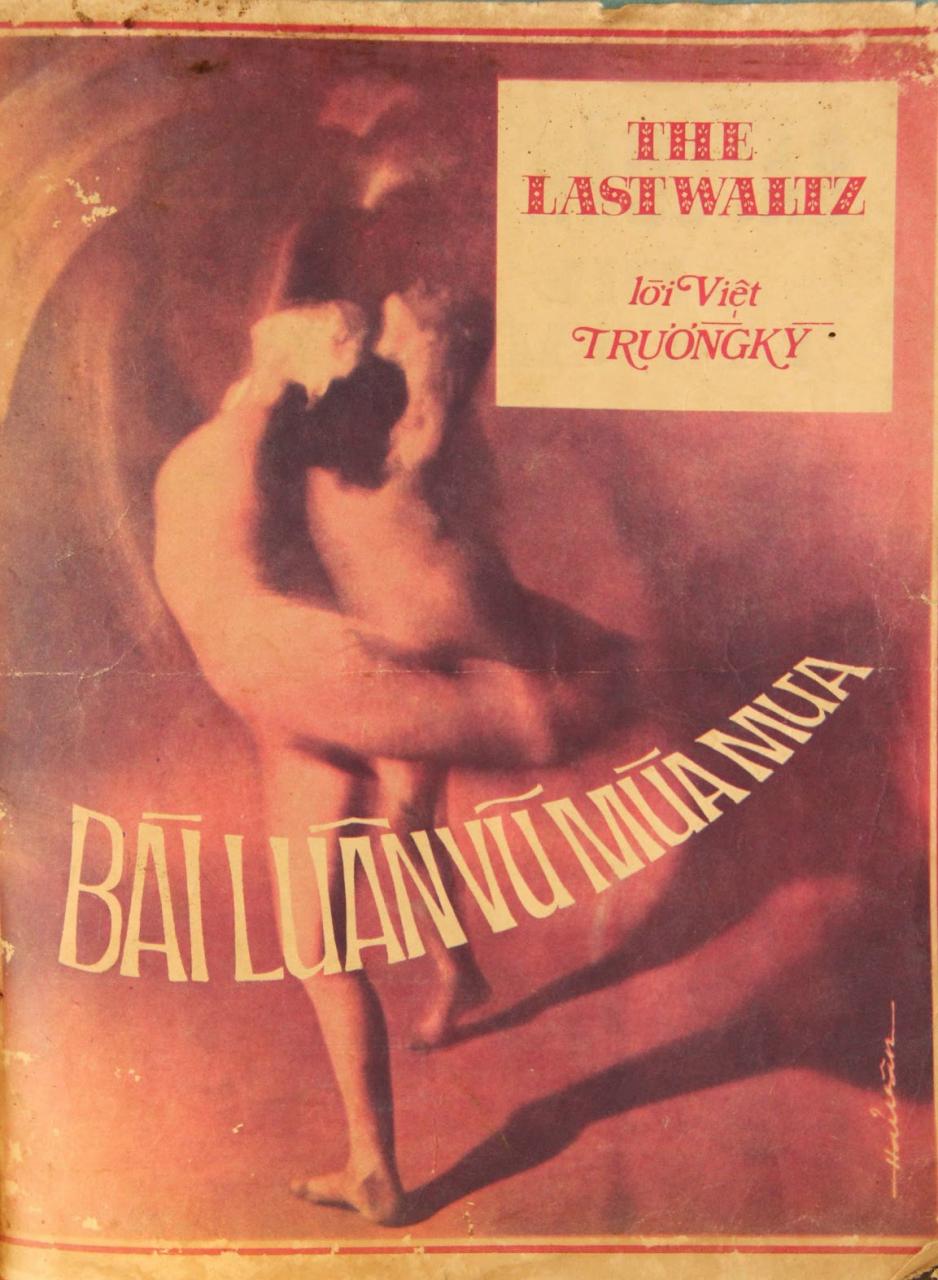 THE
LAST WALTZ
lời Việt
TRƯỜNG KỲ
BÀI LUÂN VŨ MÙA MƯA